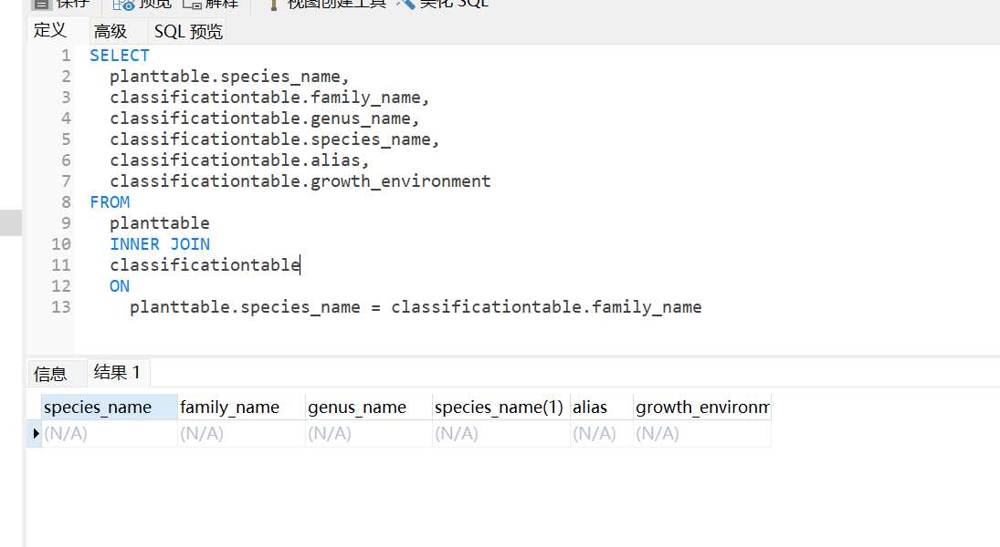 保存 预览 解释 视图创建工具 美化 SQL
定义 高级 SQL 预览
1 SELECT
2 planttable.species_name,
3 classificationtable.family_name,
4 classificationtable.genus_name,
5 classificationtable.species_name,
6 classificationtable.alias,
7 classificationtable.growth_environment
8 FROM
9 planttable
10 INNER JOIN
11 classificationtable
12 ON
13 planttable.species_name = classificationtable.family_name
信息 结果 1
species_name family_name genus_name species_name(1) alias growth_environm
(N/A) (N/A) (N/A) (N/A) (N/A) (N/A)